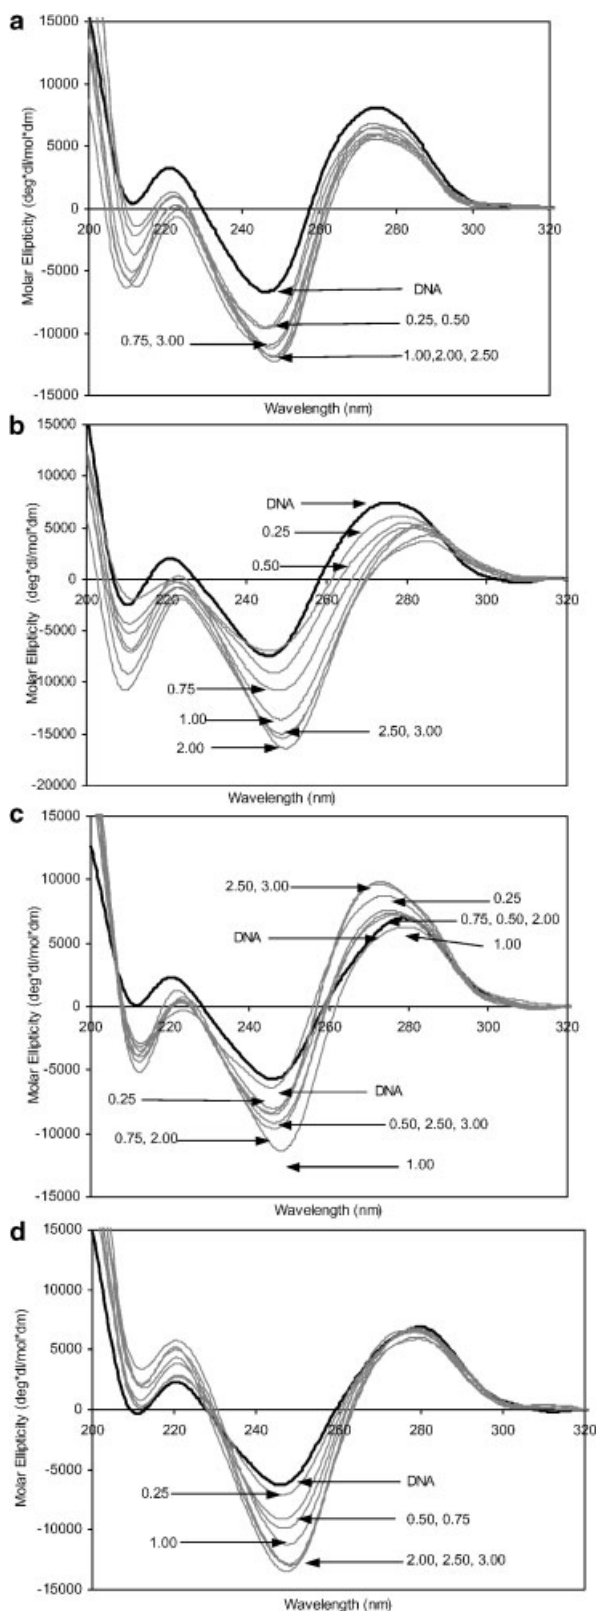 a
15000
10000
5000
0
200 220 240 260 280 300 320
-5000
-10000
-15000
Molar Ellipticity (deg*dl/mol*dm)
DNA
0.25, 0.50
0.75, 3.00
1.00,2.00, 2.50
Wavelength (nm)
b
15000
10000
5000
0
200 220 240 260 280 300 320
-5000
-10000
-15000
-20000
Molar Ellipticity (deg*dl/mol*dm)
DNA
0.25
0.50
0.75
1.00
2.50, 3.00
2.00
Wavelength (nm)
c
15000
10000
5000
0
200 220 240 260 280 300 320
-5000
-10000
-15000
Molar Ellipticity (deg*dl/mol*dm)
2.50, 3.00
0.25
0.75, 0.50, 2.00
DNA
1.00
DNA
0.25
0.50, 2.50, 3.00
0.75, 2.00
1.00
Wavelength (nm)
d
15000
10000
5000
0
200 220 240 260 280 300 320
-5000
-10000
-15000
Molar Ellipticity (deg*dl/mol*dm)
DNA
0.25
0.50, 0.75
1.00
2.00, 2.50, 3.00